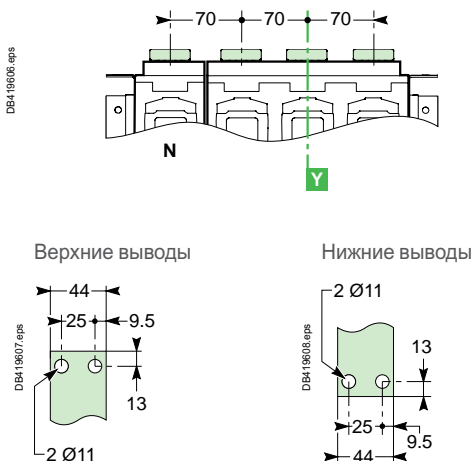 70 70 70
DB419606.eps
N
Y
Верхние выводы
44
25 9.5
DB419607.eps
13
2 Ø11
Нижние выводы
2 Ø11
DB419608.eps
13
25
9.5
44